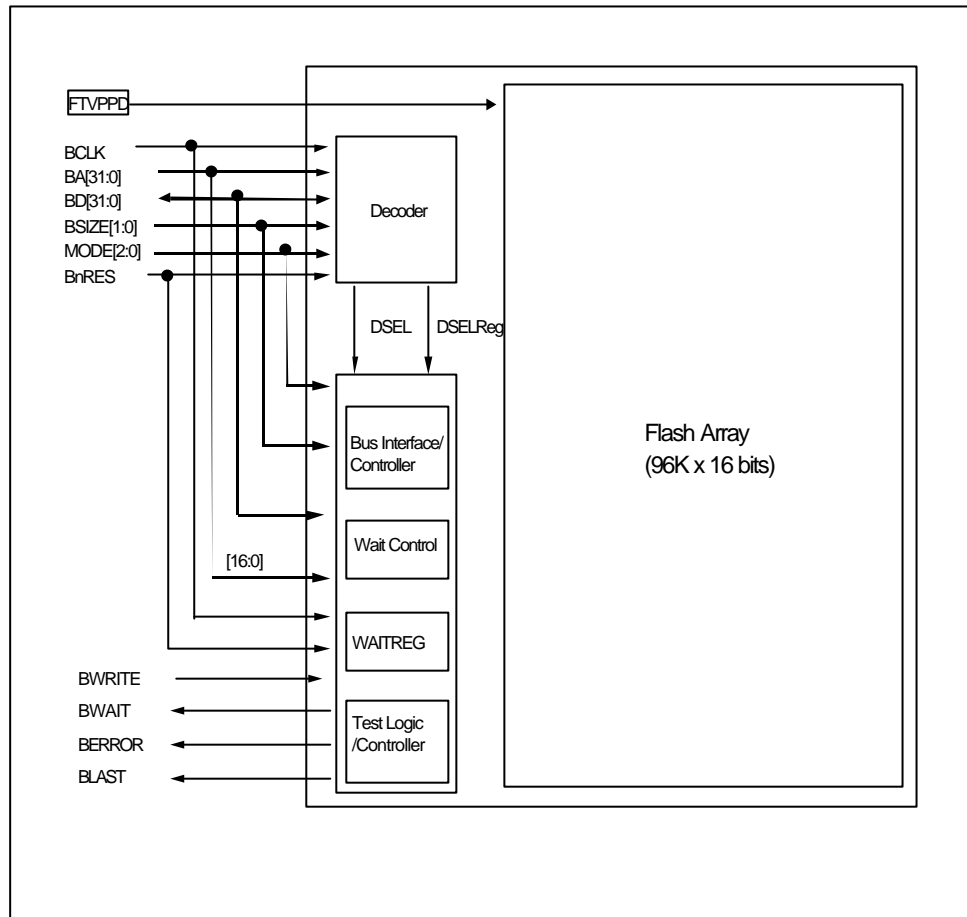 FTVPPD
BCLK
BA[31:0]
BD[31:0]
BSIZE[1:0]
MODE[2:0]
BnRES
Decoder
DSEL
DSELReg
Bus Interface/
Controller
Flash Array
(96K x 16 bits)
Wait Control
[16:0]
WAITREG
BWRITE
BWAIT
BERROR
BLAST
Test Logic
/Controller